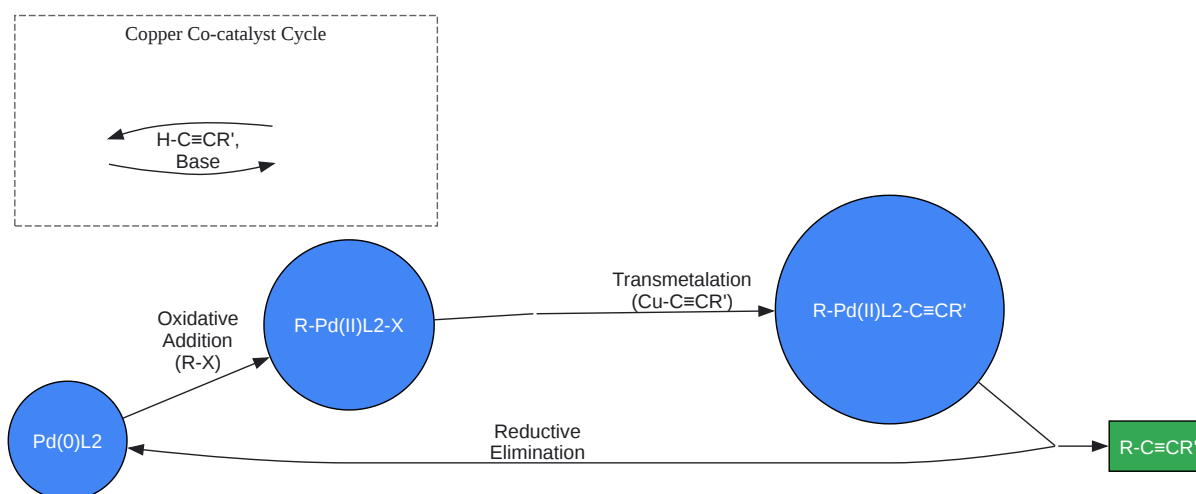 Copper Co-catalyst Cycle
H-C≡CR',
Base
Oxidative
Addition
(R-X)
R-Pd(II)L2-X
Transmetalation
(Cu-C≡CR')
R-Pd(II)L2-C≡CR'
Pd(0)L2
Reductive
Elimination
R-C≡CR'